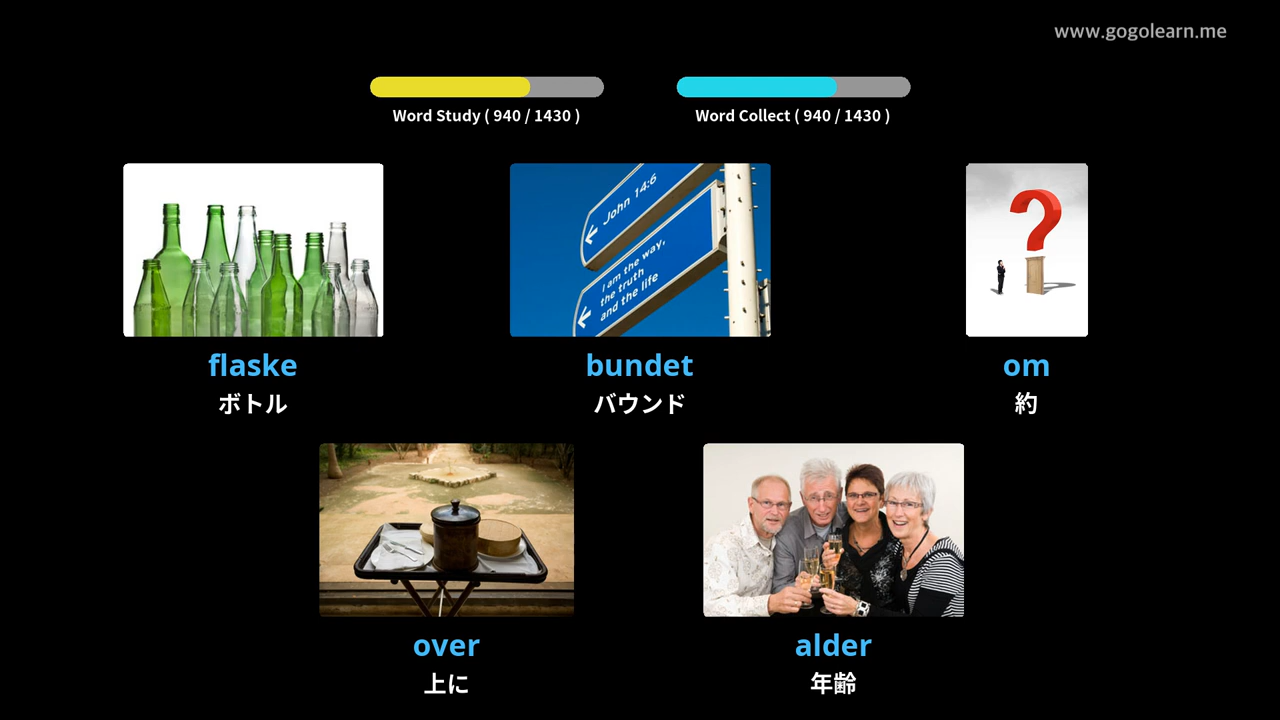 www.gogolearn.me
Word Study ( 940 / 1430 )
Word Collect ( 940 / 1430 )
John 14:6
I am the way,
the truth
and the life
flaske
ボトル
bundet
バウンド
om
約
over
上に
alder
年齢